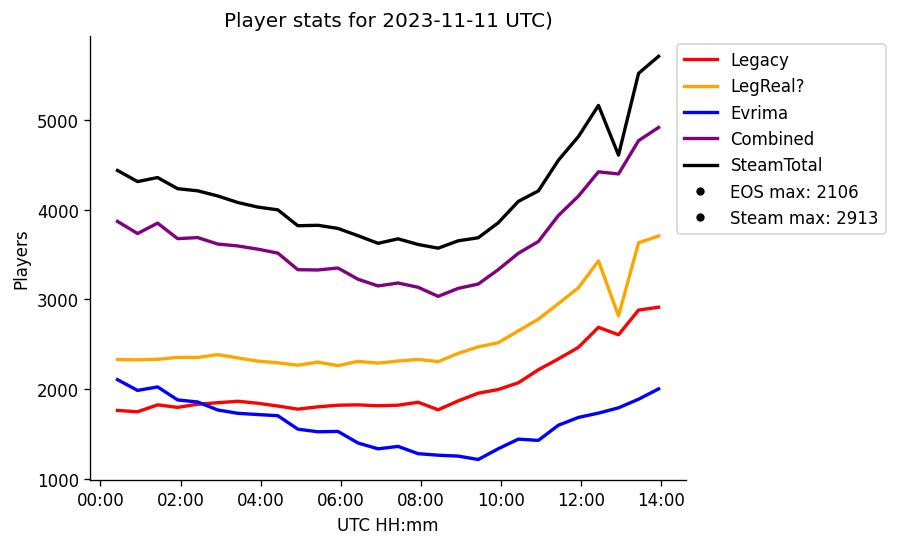 Player stats for 2023-11-11 UTC)
Legacy
LegReal?
Evrima
Combined
SteamTotal
EOS max: 2106
Steam max: 2913
Players
5000
4000
3000
2000
1000
00:00 02:00 04:00 06:00 08:00 10:00 12:00 14:00
UTC HH:mm